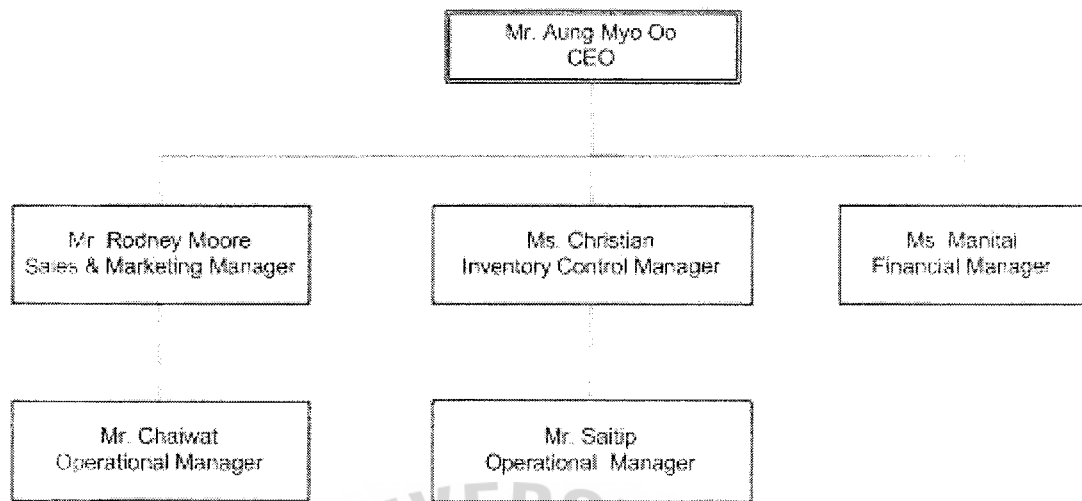 Mr. Aung Myo Oo
CEO
Mr. Rodney Moore
Sales & Marketing Manager
Ms. Christian
Inventory Control Manager
Ms. Manitai
Financial Manager
Mr. Chaiwat
Operational Manager
Mr. Saitip
Operational Manager